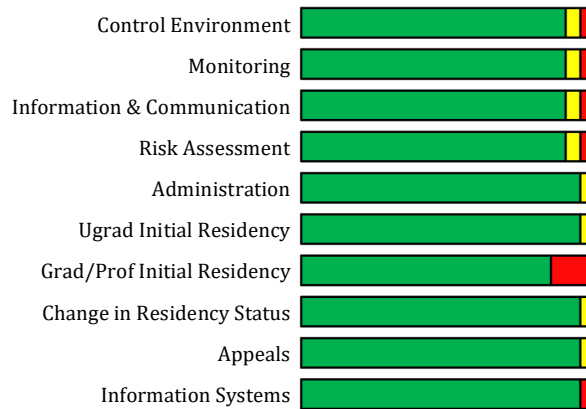 Control Environment
Monitoring
Information & Communication
Risk Assessment
Administration
Ugrad Initial Residency
Grad/Prof Initial Residency
Change in Residency Status
Appeals
Information Systems